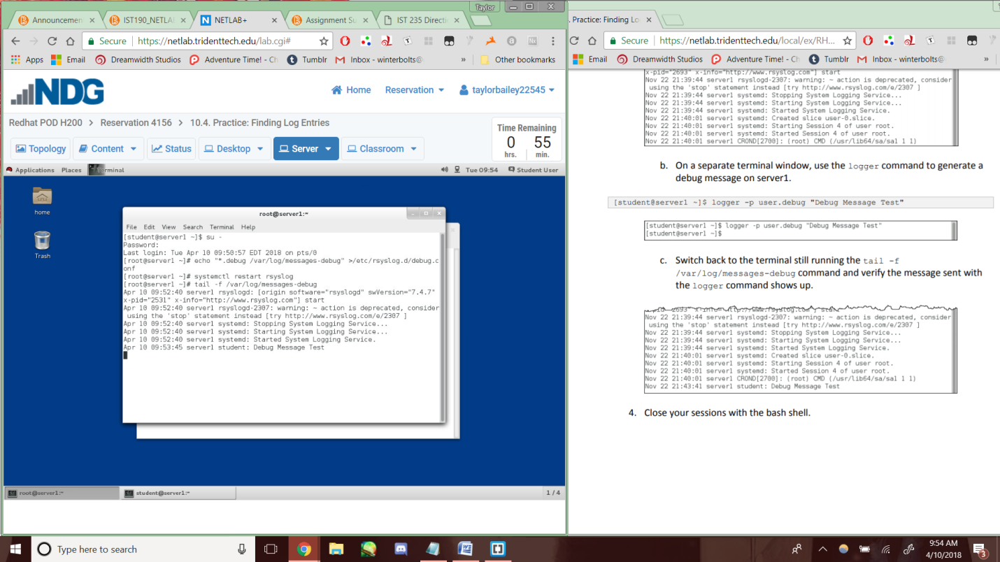 Taylor
Announcemen
IST190_NETLA
NETLAB+
Assignment Su
IST 235 Directi
Secure
https://netlab.tridenttech.edu/lab.cgi#
Apps
Email
Dreamwidth Studios
Adventure Time! - Ch
Tumblr
Inbox - winterbolts@
»
Other bookmarks
NDG
Home
Reservation
taylorbailey22545
Redhat POD H200 > Reservation 4156 > 10.4. Practice: Finding Log Entries
Time Remaining
0 55
hrs. min.
Topology
Content
Status
Desktop
Server
Classroom
Applications Places
Tue 09:54
Student User
home
Trash
root@server1:~
File Edit View Search Terminal Help
[student@server1 ~]$ su -
Password:
Last login: Tue Apr 10 09:50:57 EDT 2018 on pts/0
[root@server1 ~]# echo "*.debug /var/log/messages-debug" >/etc/rsyslog.d/debug.c
onf
[root@server1 ~]# systemctl restart rsyslog
[root@server1 ~]# tail -f /var/log/messages-debug
Apr 10 09:52:40 server1 rsyslogd: [origin software="rsyslogd" swVersion="7.4.7"
x-pid="2531" x-info="http://www.rsyslog.com"] start
Apr 10 09:52:40 server1 rsyslogd-2307: warning: ~ action is deprecated, consider
using the 'stop' statement instead [try http://www.rsyslog.com/e/2307 ]
Apr 10 09:52:40 server1 systemd: Stopping System Logging Service...
Apr 10 09:52:40 server1 systemd: Starting System Logging Service...
Apr 10 09:52:40 server1 systemd: Started System Logging Service.
Apr 10 09:53:45 server1 student: Debug Message Test
root@server1:~
student@server1:~
1 / 4
. Practice: Finding Lo
Secure
https://netlab.tridenttech.edu/local/ex/RH...
Email
Dreamwidth Studios
Adventure Time! - Ch
Tumblr
Inbox - winterbolts@
»
x-pid="2693" x-info="http://www.rsyslog.com"] start
Nov 22 21:39:44 server1 rsyslogd-2307: warning: ~ action is deprecated, consider
using the 'stop' statement instead [try http://www.rsyslog.com/e/2307 ]
Nov 22 21:39:44 server1 systemd: Stopping System Logging Service...
Nov 22 21:39:44 server1 systemd: Starting System Logging Service...
Nov 22 21:39:44 server1 systemd: Started System Logging Service.
Nov 22 21:40:01 server1 systemd: Created slice user-0.slice.
Nov 22 21:40:01 server1 systemd: Starting Session 4 of user root.
Nov 22 21:40:01 server1 systemd: Started Session 4 of user root.
Nov 22 21:40:01 server1 CROND[2700]: (root) CMD (/usr/lib64/sa/sa1 1 1)
b. On a separate terminal window, use the logger command to generate a
debug message on server1.
[student@server1 ~]$ logger -p user.debug "Debug Message Test"
[student@server1 ~]$ logger -p user.debug "Debug Message Test"
[student@server1 ~]$
c. Switch back to the terminal still running the tail -f
/var/log/messages-debug command and verify the message sent with
the logger command shows up.
Nov 22 21:39:44 server1 rsyslogd-2307: warning: ~ action is deprecated, consider
using the 'stop' statement instead [try http://www.rsyslog.com/e/2307 ]
Nov 22 21:39:44 server1 systemd: Stopping System Logging Service...
Nov 22 21:39:44 server1 systemd: Starting System Logging Service...
Nov 22 21:39:44 server1 systemd: Started System Logging Service.
Nov 22 21:40:01 server1 systemd: Created slice user-0.slice.
Nov 22 21:40:01 server1 systemd: Starting Session 4 of user root.
Nov 22 21:40:01 server1 systemd: Started Session 4 of user root.
Nov 22 21:40:01 server1 CROND[2700]: (root) CMD (/usr/lib64/sa/sa1 1 1)
Nov 22 21:43:41 server1 student: Debug Message Test
4. Close your sessions with the bash shell.
Type here to search
9:54 AM
4/10/2018
3